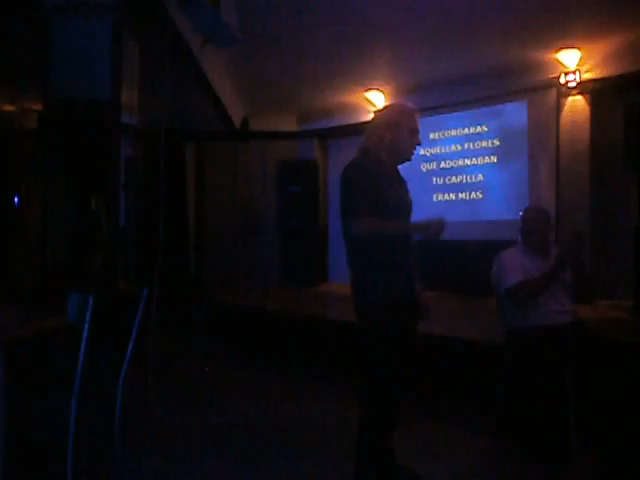 RECORDARAS
AQUELLAS FLORES
QUE ADORNABAN
TU CAPILLA
ERAN MIAS